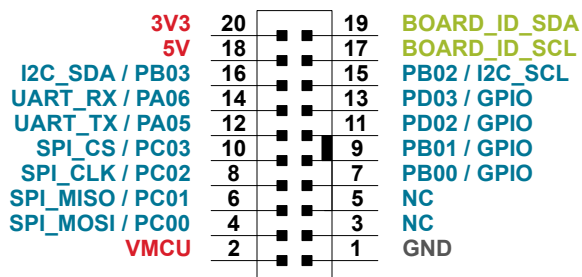 3V3 20 19 BOARD_ID_SDA
5V 18 17 BOARD_ID_SCL
I2C_SDA / PB03 16 15 PB02 / I2C_SCL
UART_RX / PA06 14 13 PD03 / GPIO
UART_TX / PA05 12 11 PD02 / GPIO
SPI_CS / PC03 10 9 PB01 / GPIO
SPI_CLK / PC02 8 7 PB00 / GPIO
SPI_MISO / PC01 6 5 NC
SPI_MOSI / PC00 4 3 NC
VMCU 2 1 GND